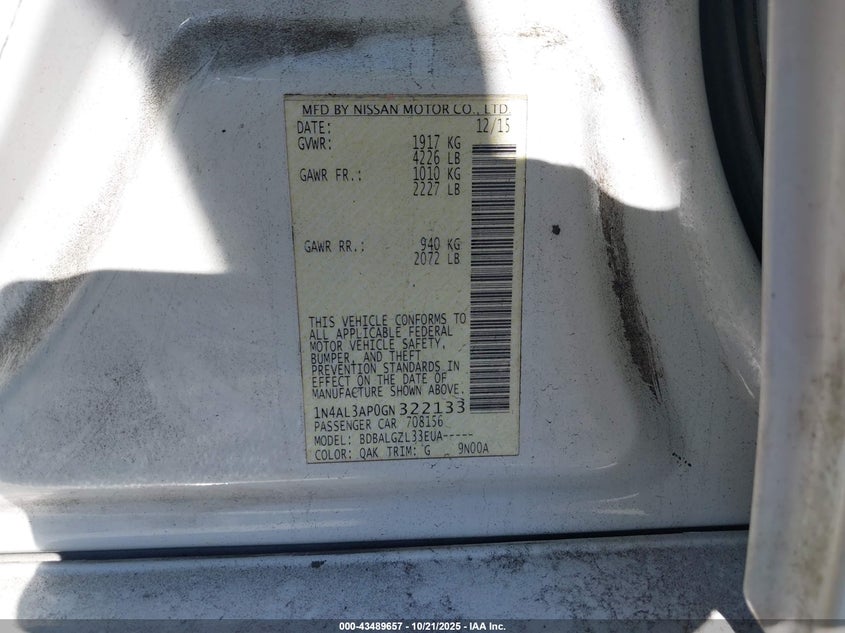 MFD BY NISSAN MOTOR CO., LTD.
DATE: 12/15
GVWR: 1917 KG
4226 LB
GAWR FR.: 1010 KG
2227 LB
GAWR RR.: 940 KG
2072 LB
THIS VEHICLE CONFORMS TO
ALL APPLICABLE FEDERAL
MOTOR VEHICLE SAFETY,
BUMPER, AND THEFT
PREVENTION STANDARDS IN
EFFECT ON THE DATE OF
MANUFACTURE SHOWN ABOVE.
1N4AL3AP0GN322133
PASSENGER CAR 708156
MODEL: BDBALGZL33EUA-----
COLOR: QAK TRIM: G 9N00A
000-43489657 - 10/21/2025 - IAA Inc.